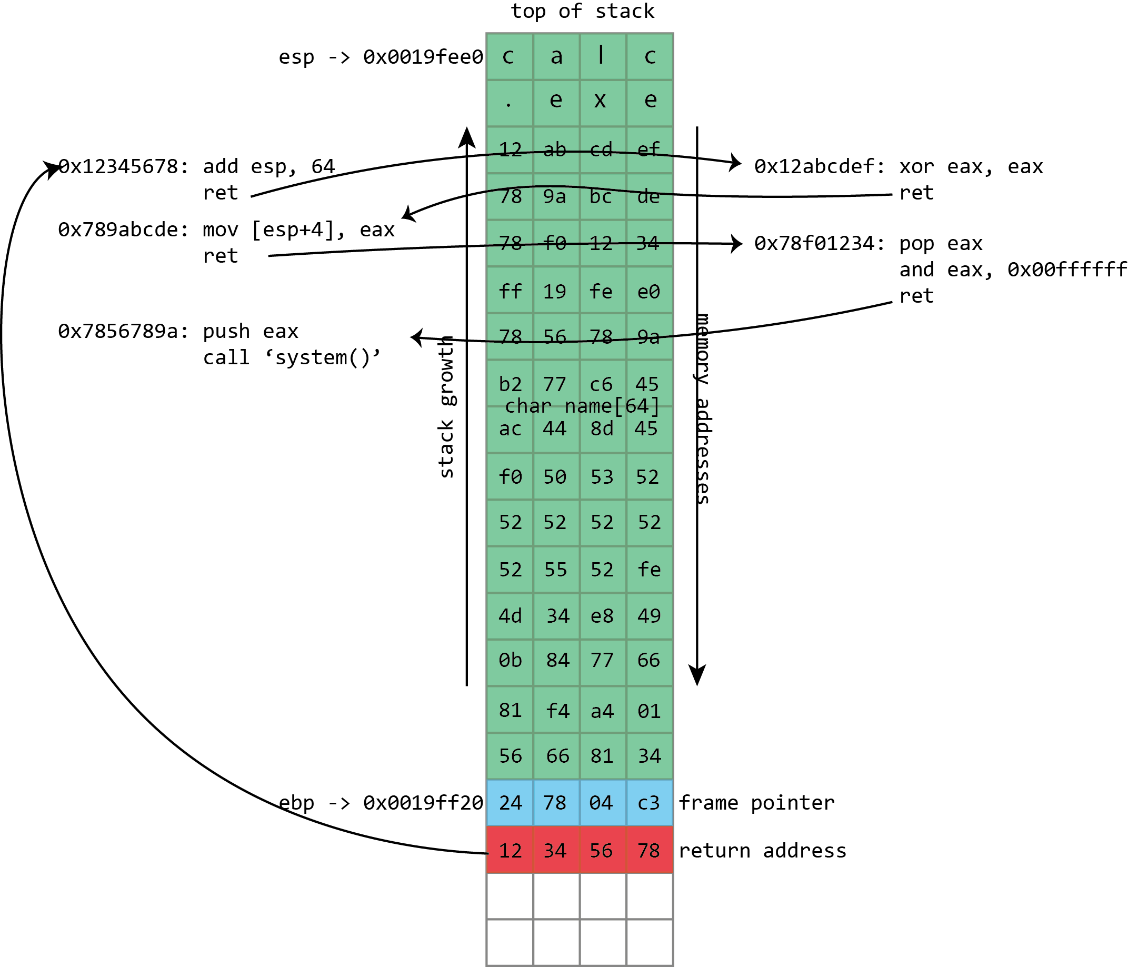 top of stack
esp -> 0x0019fee0 c a l c
. e x e
12 ab cd ef
0x12345678: add esp, 64
ret
0x12abcdef: xor eax, eax
ret
78 9a bc de
0x789abcde: mov [esp+4], eax
ret
78 f0 12 34
0x78f01234: pop eax
and eax, 0x00ffffff
ret
ff 19 fe e0
0x7856789a: push eax
call ‘system()’
78 56 78 9a
stack growth
memory addresses
b2 77 c6 45
char name[64]
ac 44 8d 45
f0 50 53 52
52 52 52 52
52 55 52 fe
4d 34 e8 49
0b 84 77 66
81 f4 a4 01
56 66 81 34
ebp -> 0x0019ff20 24 78 04 c3 frame pointer
12 34 56 78 return address